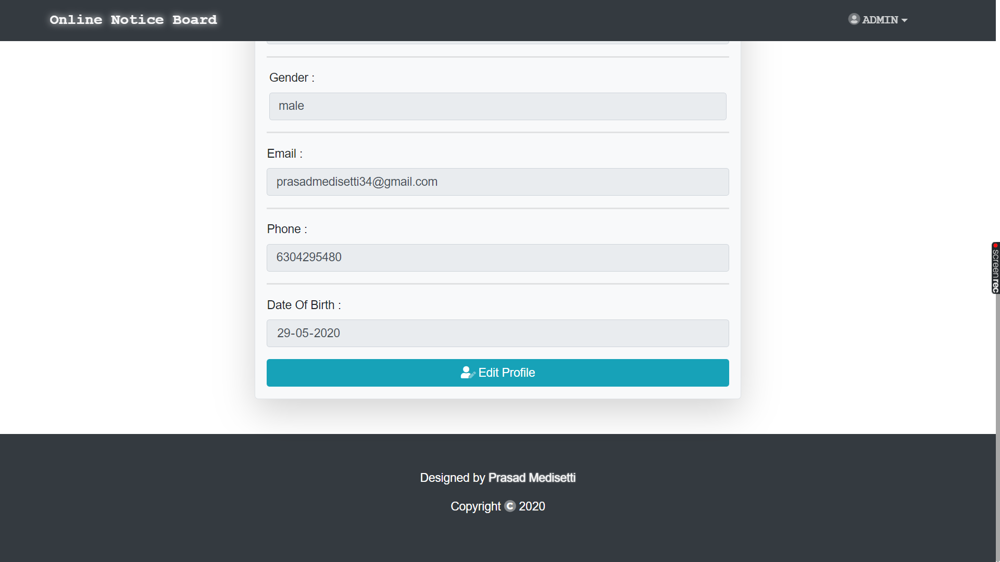 Online Notice Board
ADMIN
Gender :
male
Email :
prasadmedisetti34@gmail.com
Phone :
6304295480
Date Of Birth :
29-05-2020
Edit Profile
screenrec
Designed by Prasad Medisetti
Copyright © 2020